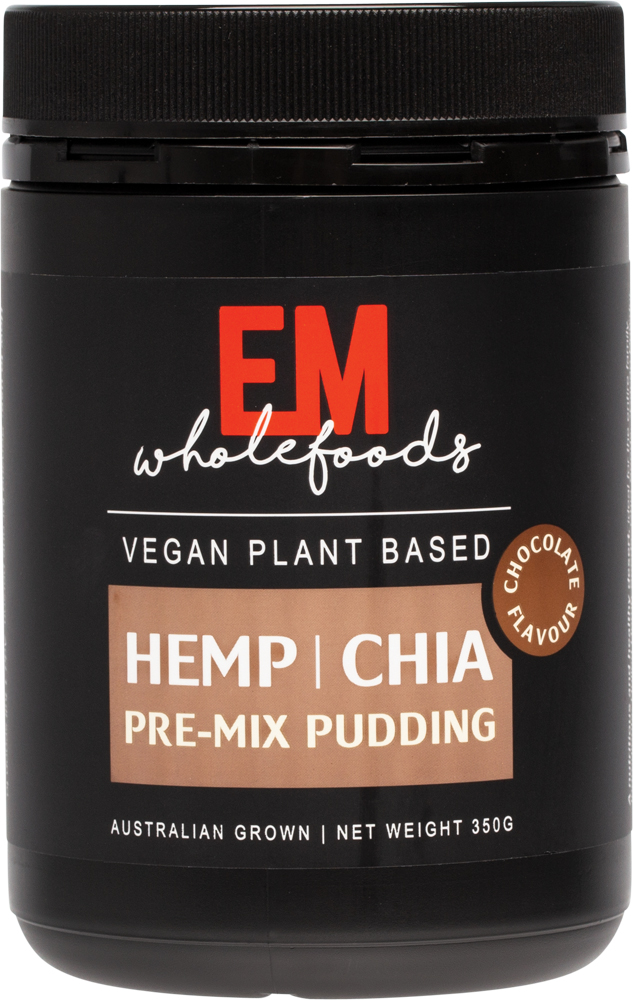 EM
wholefoods
VEGAN PLANT BASED
CHOCOLATE
FLAVOUR
HEMP | CHIA
PRE-MIX PUDDING
AUSTRALIAN GROWN | NET WEIGHT 350G